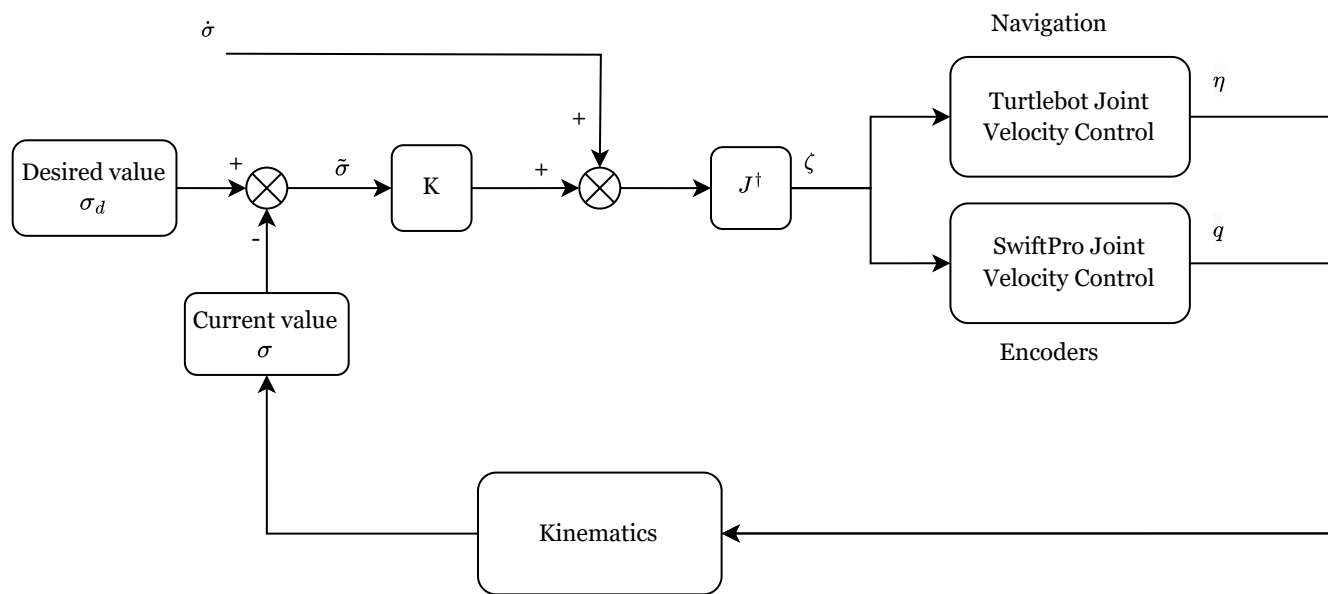 Navigation
σ̇
Turtlebot Joint
Velocity Control
η
+
Desired value
σ_d
+
σ̃
K
+
J†
ζ
-
SwiftPro Joint
Velocity Control
q
Current value
σ
Encoders
Kinematics